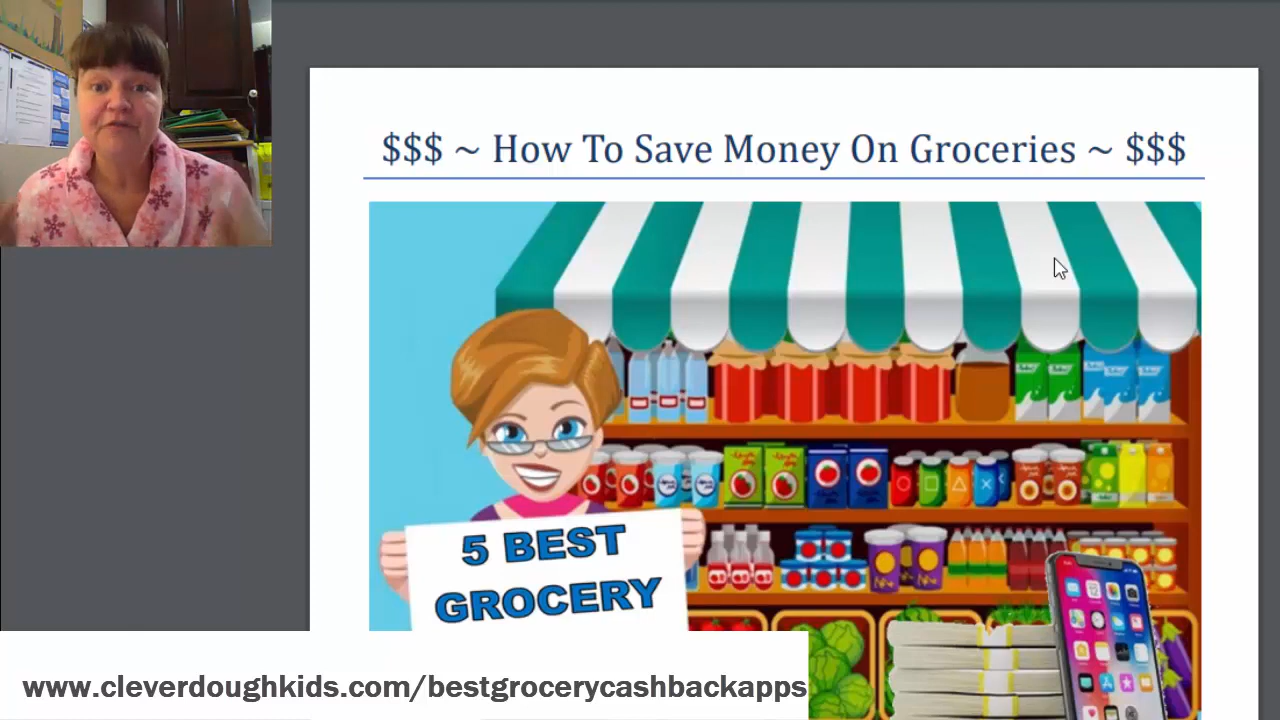 $$$ ~ How To Save Money On Groceries ~ $$$
5 BEST
GROCERY
www.cleverdoughkids.com/bestgrocerycashbackapps